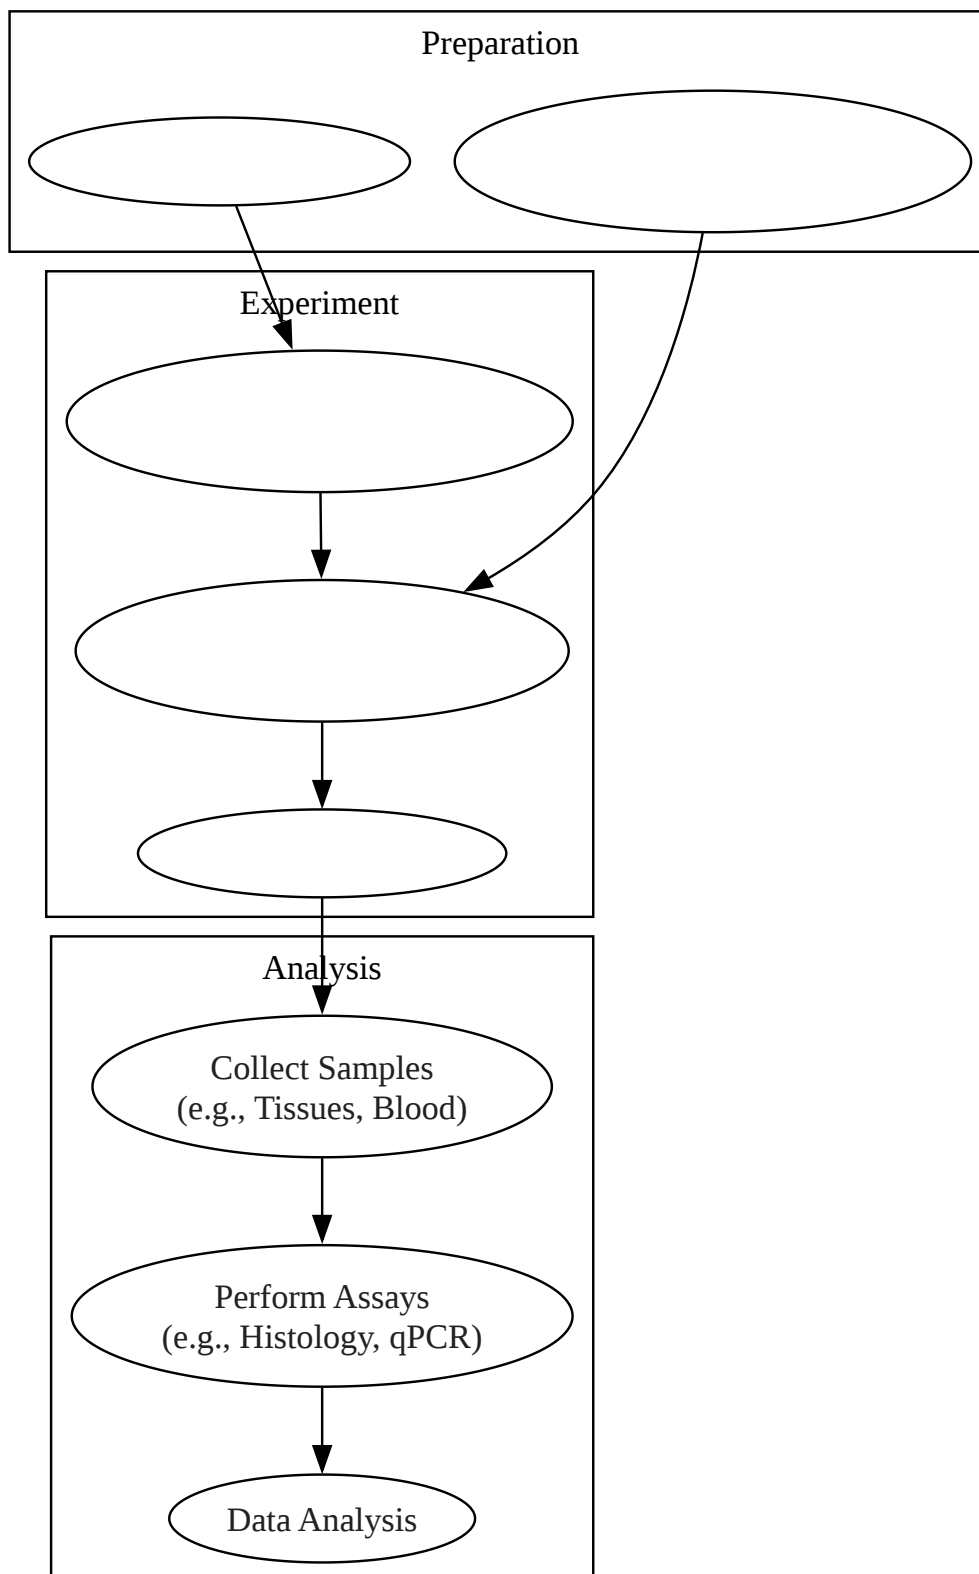 Preparation
Experiment
Analysis
Collect Samples
(e.g., Tissues, Blood)
Perform Assays
(e.g., Histology, qPCR)
Data Analysis